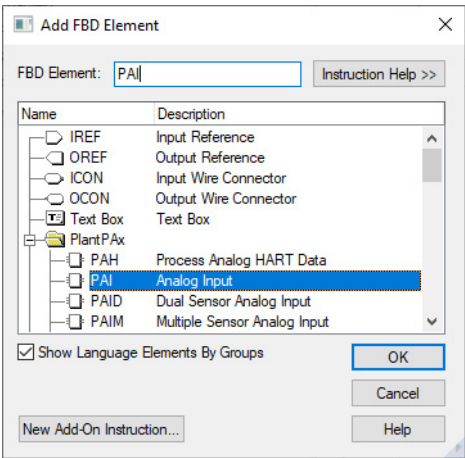 Add FBD Element
FBD Element: PAI Instruction Help >>
Name Description
IREF Input Reference
OREF Output Reference
ICON Input Wire Connector
OCON Output Wire Connector
Text Box Text Box
PlantPAx
PAH Process Analog HART Data
PAI Analog Input
PAID Dual Sensor Analog Input
PAIM Multiple Sensor Analog Input
Show Language Elements By Groups OK
Cancel
New Add-On Instruction... Help